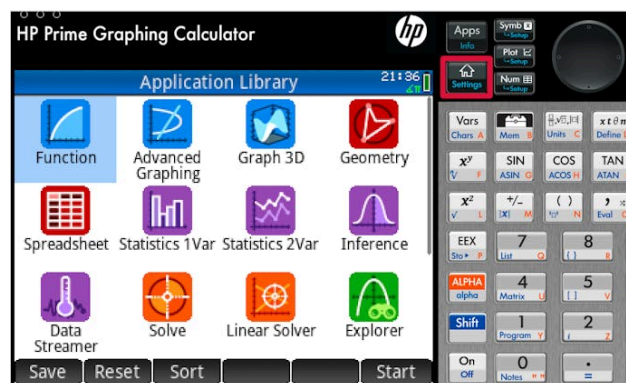 HP Prime Graphing Calculator
hp
Application Library
21:36
Function
Advanced
Graphing
Graph 3D
Geometry
Spreadsheet
Statistics 1Var
Statistics 2Var
Inference
Data
Streamer
Solve
Linear Solver
Explorer
Save
Reset
Sort
Start
Apps
Info
Symb
Setup
Plot
Setup
Settings
Num
Setup
Vars
Chars A
Mem B
Units C
x t θ n
Define
xʸ
F
SIN
ASIN G
COS
ACOS H
TAN
ATAN
x²
√ L
+/-
|x| M
( )
N
,
Eval
EEX
Sto ▸ P
7
List Q
8
{ } R
ALPHA
alpha
4
Matrix U
5
[ ] V
Shift
1
Program Y
2
i Z
On
Off
0
Notes
.
=